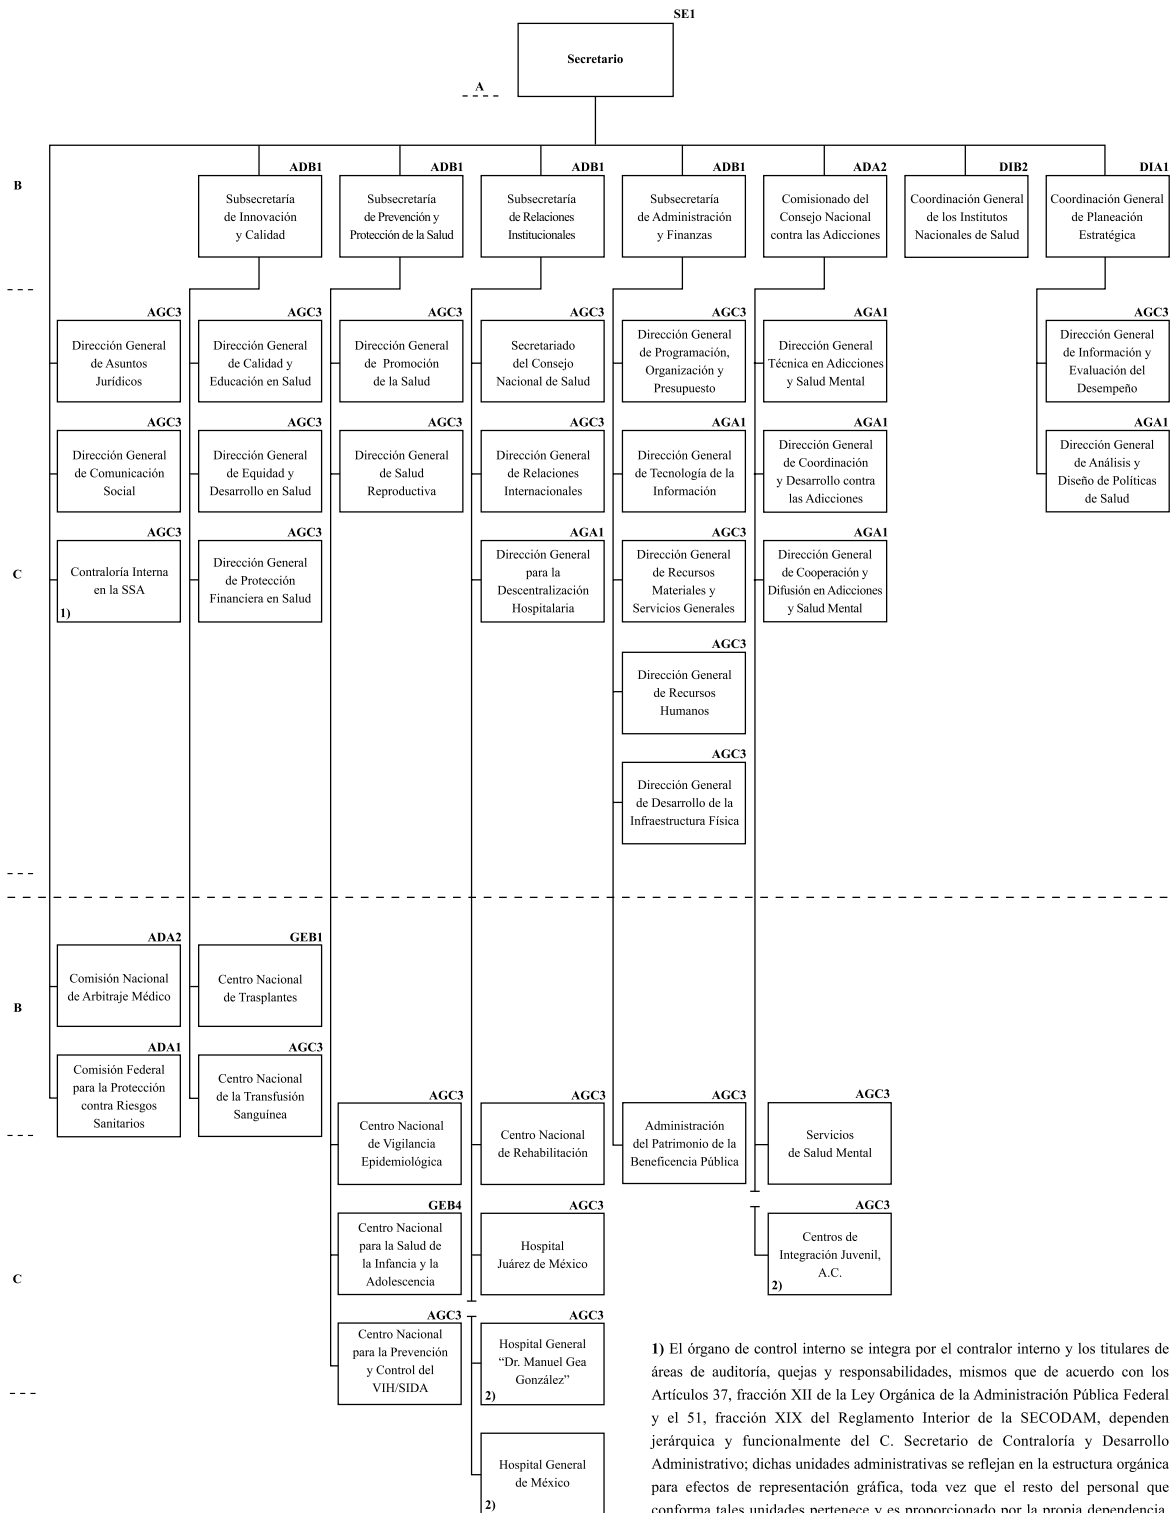 SE1
Secretario
A
B
ADB1
Subsecretaría
de Innovación
y Calidad
ADB1
Subsecretaría
de Prevención y
Protección de la Salud
ADB1
Subsecretaría
de Relaciones
Institucionales
ADB1
Subsecretaría
de Administración
y Finanzas
ADA2
Comisionado del
Consejo Nacional
contra las Adicciones
DIB2
Coordinación General
de los Institutos
Nacionales de Salud
DIA1
Coordinación General
de Planeación
Estratégica
AGC3
Dirección General
de Asuntos
Jurídicos
AGC3
Dirección General
de Calidad y
Educación en Salud
AGC3
Dirección General
de Promoción
de la Salud
AGC3
Secretariado
del Consejo
Nacional de Salud
AGC3
Dirección General
de Programación,
Organización y
Presupuesto
AGA1
Dirección General
Técnica en Adicciones
y Salud Mental
AGC3
Dirección General
de Información y
Evaluación del
Desempeño
AGC3
Dirección General
de Comunicación
Social
AGC3
Dirección General
de Equidad y
Desarrollo en Salud
AGC3
Dirección General
de Salud
Reproductiva
AGC3
Dirección General
de Relaciones
Internacionales
AGA1
Dirección General
de Tecnología de la
Información
AGA1
Dirección General
de Coordinación
y Desarrollo contra
las Adicciones
AGA1
Dirección General
de Análisis y
Diseño de Políticas
de Salud
C
AGC3
Contraloría Interna
en la SSA
1)
AGC3
Dirección General
de Protección
Financiera en Salud
AGA1
Dirección General
para la
Descentralización
Hospitalaria
AGC3
Dirección General
de Recursos
Materiales y
Servicios Generales
AGA1
Dirección General
de Cooperación y
Difusión en Adicciones
y Salud Mental
AGC3
Dirección General
de Recursos
Humanos
AGC3
Dirección General
de Desarrollo de la
Infraestructura Física
B
ADA2
Comisión Nacional
de Arbitraje Médico
GEB1
Centro Nacional
de Trasplantes
ADA1
Comisión Federal
para la Protección
contra Riesgos
Sanitarios
AGC3
Centro Nacional
de la Transfusión
Sanguínea
AGC3
Centro Nacional
de Vigilancia
Epidemiológica
AGC3
Centro Nacional
de Rehabilitación
AGC3
Administración
del Patrimonio de la
Beneficencia Pública
AGC3
Servicios
de Salud Mental
C
GEB4
Centro Nacional
para la Salud de
la Infancia y la
Adolescencia
AGC3
Hospital
Juárez de México
AGC3
Centros de
Integración Juvenil,
A.C.
2)
AGC3
Centro Nacional
para la Prevención
y Control del
VIH/SIDA
AGC3
Hospital General
“Dr. Manuel Gea
González”
2)
Hospital General
de México
2)
1) El órgano de control interno se integra por el contralor interno y los titulares de
áreas de auditoría, quejas y responsabilidades, mismos que de acuerdo con los
Artículos 37, fracción XII de la Ley Orgánica de la Administración Pública Federal
y el 51, fracción XIX del Reglamento Interior de la SECODAM, dependen
jerárquica y funcionalmente del C. Secretario de Contraloría y Desarrollo
Administrativo; dichas unidades administrativas se reflejan en la estructura orgánica
para efectos de representación gráfica, toda vez que el resto del personal que
conforma tales unidades pertenece y es proporcionado por la propia dependencia.